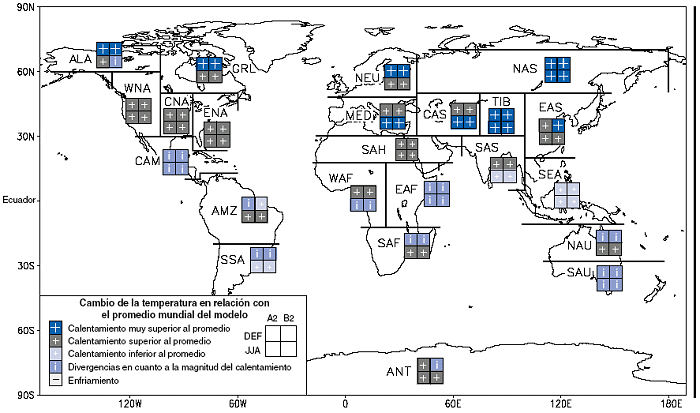 90N
ALA
GRL
NEU
NAS
60N
WNA
CNA
ENA
MED
CAS
TIB
EAS
30N
CAM
SAH
SAS
SEA
WAF
EAF
Ecuador
AMZ
SAF
NAU
30S
SSA
SAU
Cambio de la temperatura en relación con
el promedio mundial del modelo
A2 B2
DEF
JJA
Calentamiento muy superior al promedio
Calentamiento superior al promedio
Calentamiento inferior al promedio
Divergencias en cuanto a la magnitud del calentamiento
Enfriamiento
60S
ANT
90S
120W 60W 0 60E 120E 180E